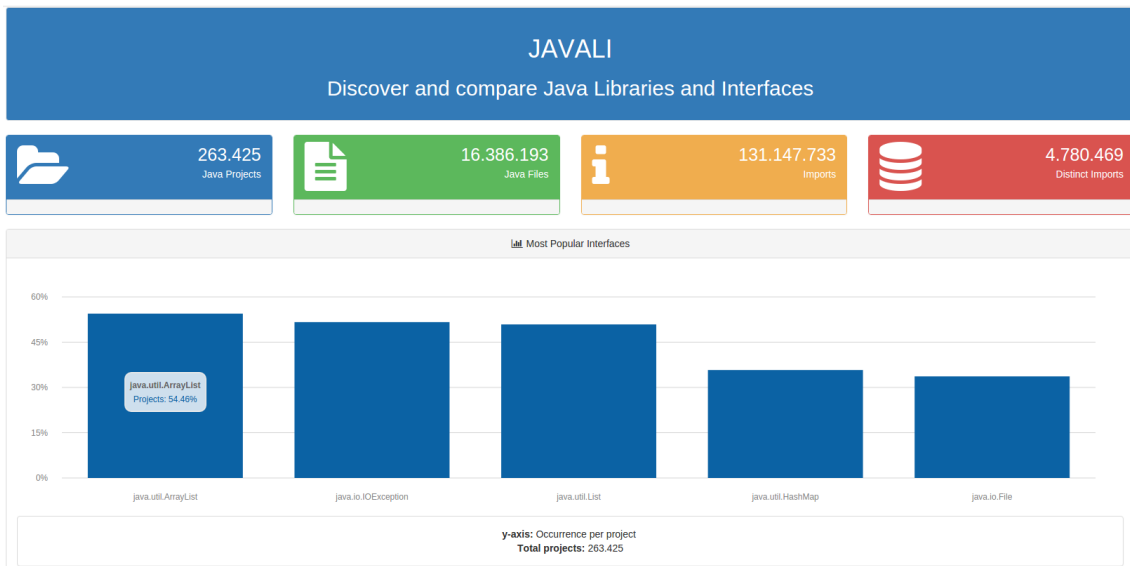 JAVALI
Discover and compare Java Libraries and Interfaces
263.425
Java Projects
16.386.193
Java Files
131.147.733
Imports
4.780.469
Distinct Imports
Most Popular Interfaces
60%
45%
30%
15%
0%
java.util.ArrayList
Projects: 54.46%
java.util.ArrayList
java.io.IOException
java.util.List
java.util.HashMap
java.io.File
y-axis: Occurrence per project
Total projects: 263.425